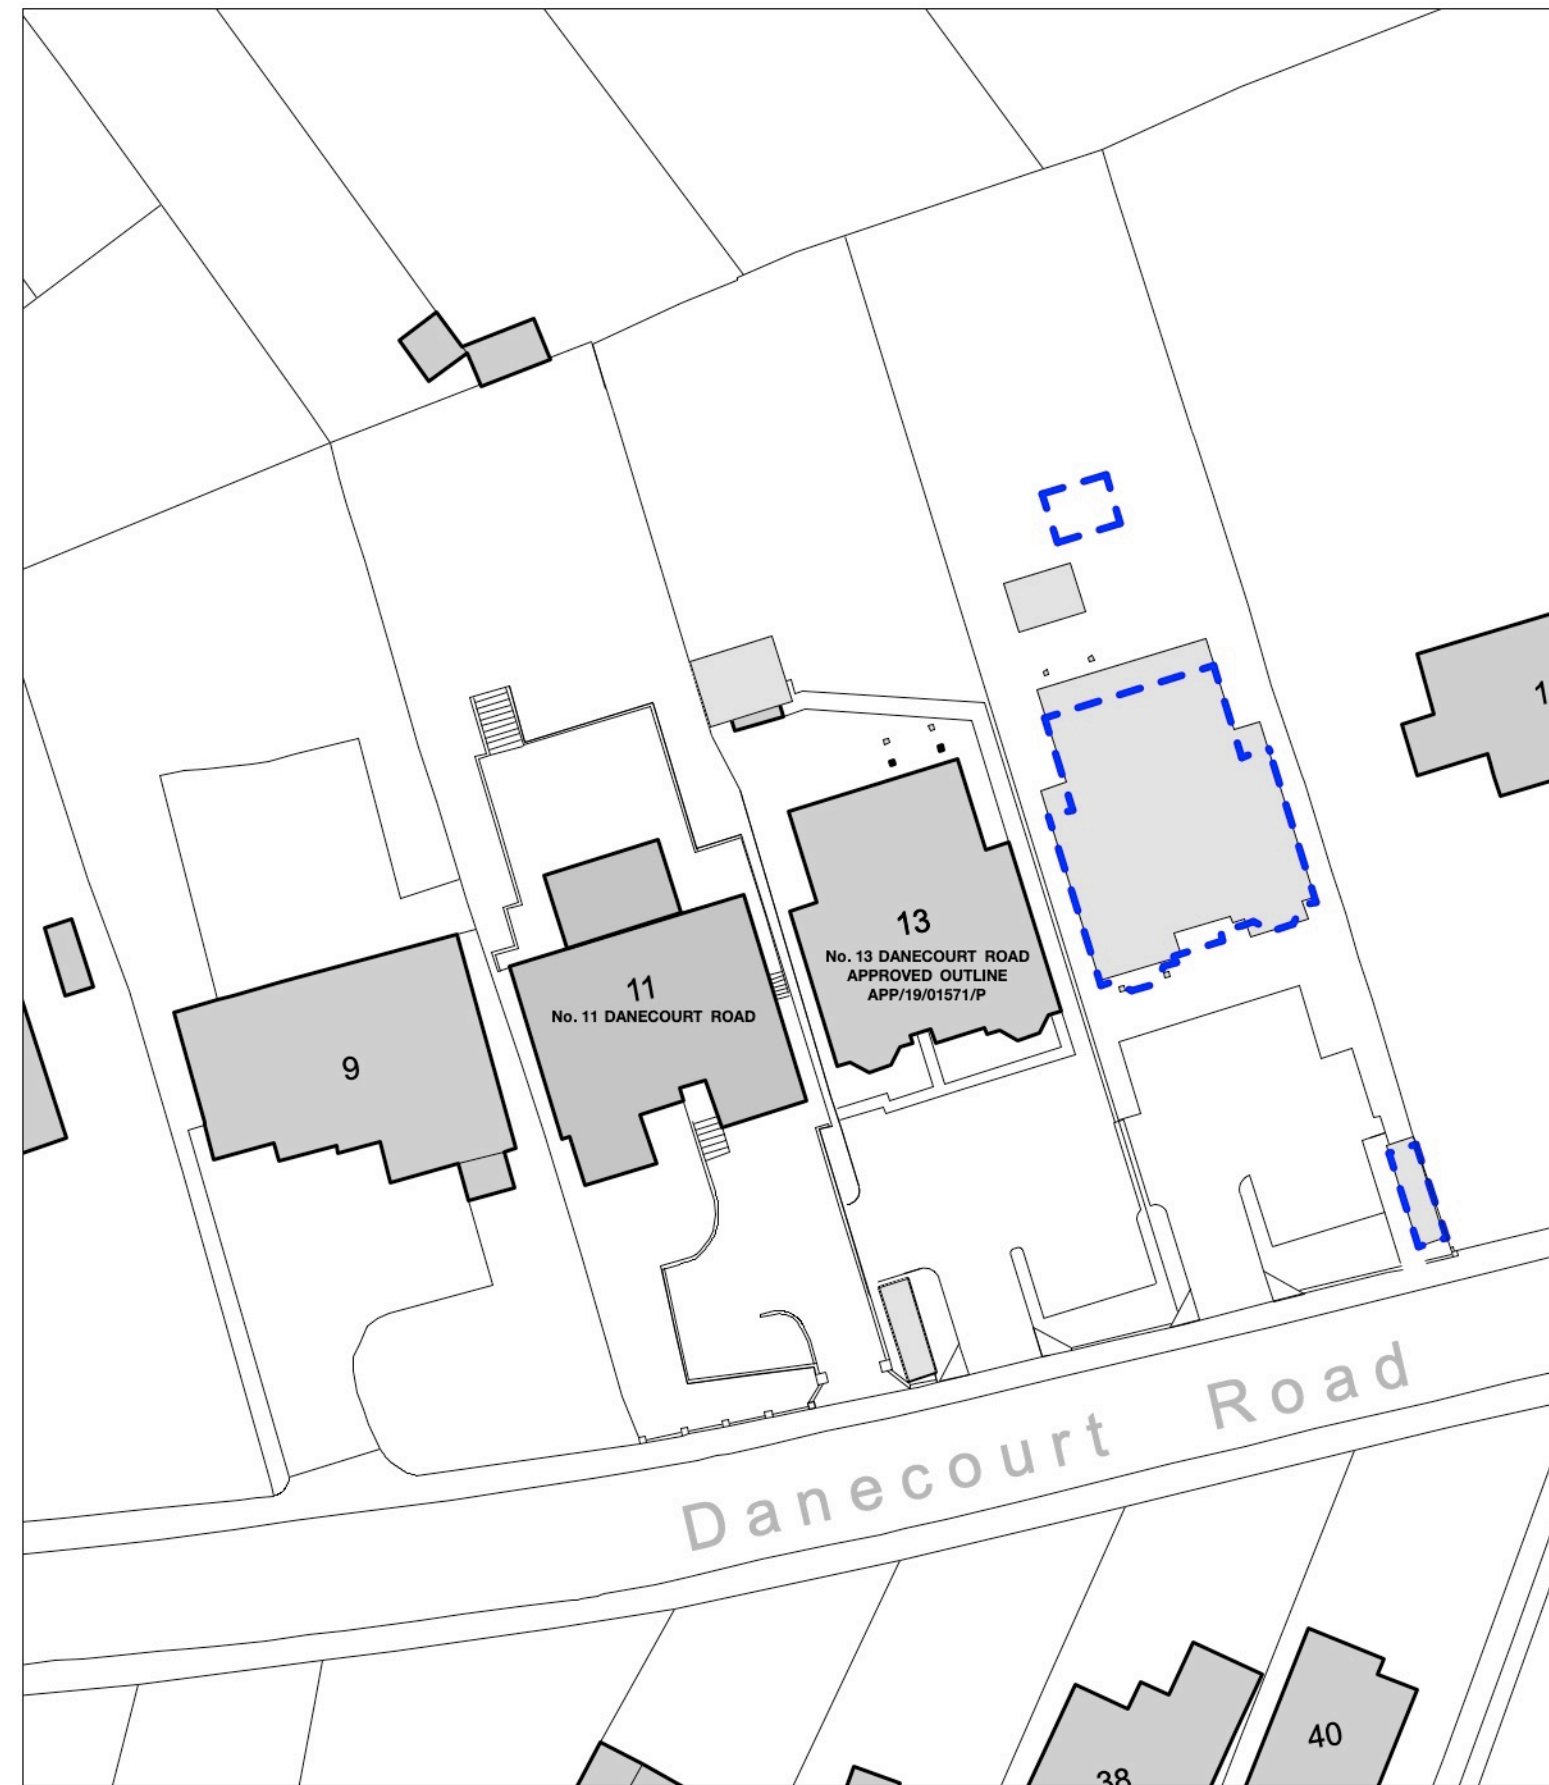 13
No. 13 DANECOURT ROAD
APPROVED OUTLINE
APP/19/01571/P
11
No. 11 DANECOURT ROAD
9
Danecourt Road
40
38